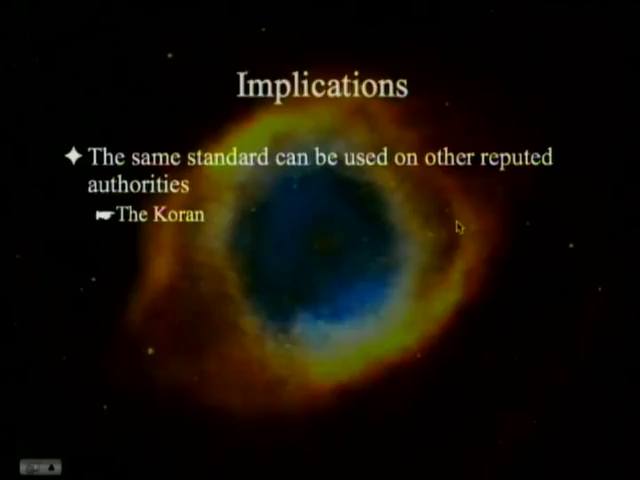 Implications
The same standard can be used on other reputed
authorities
The Koran